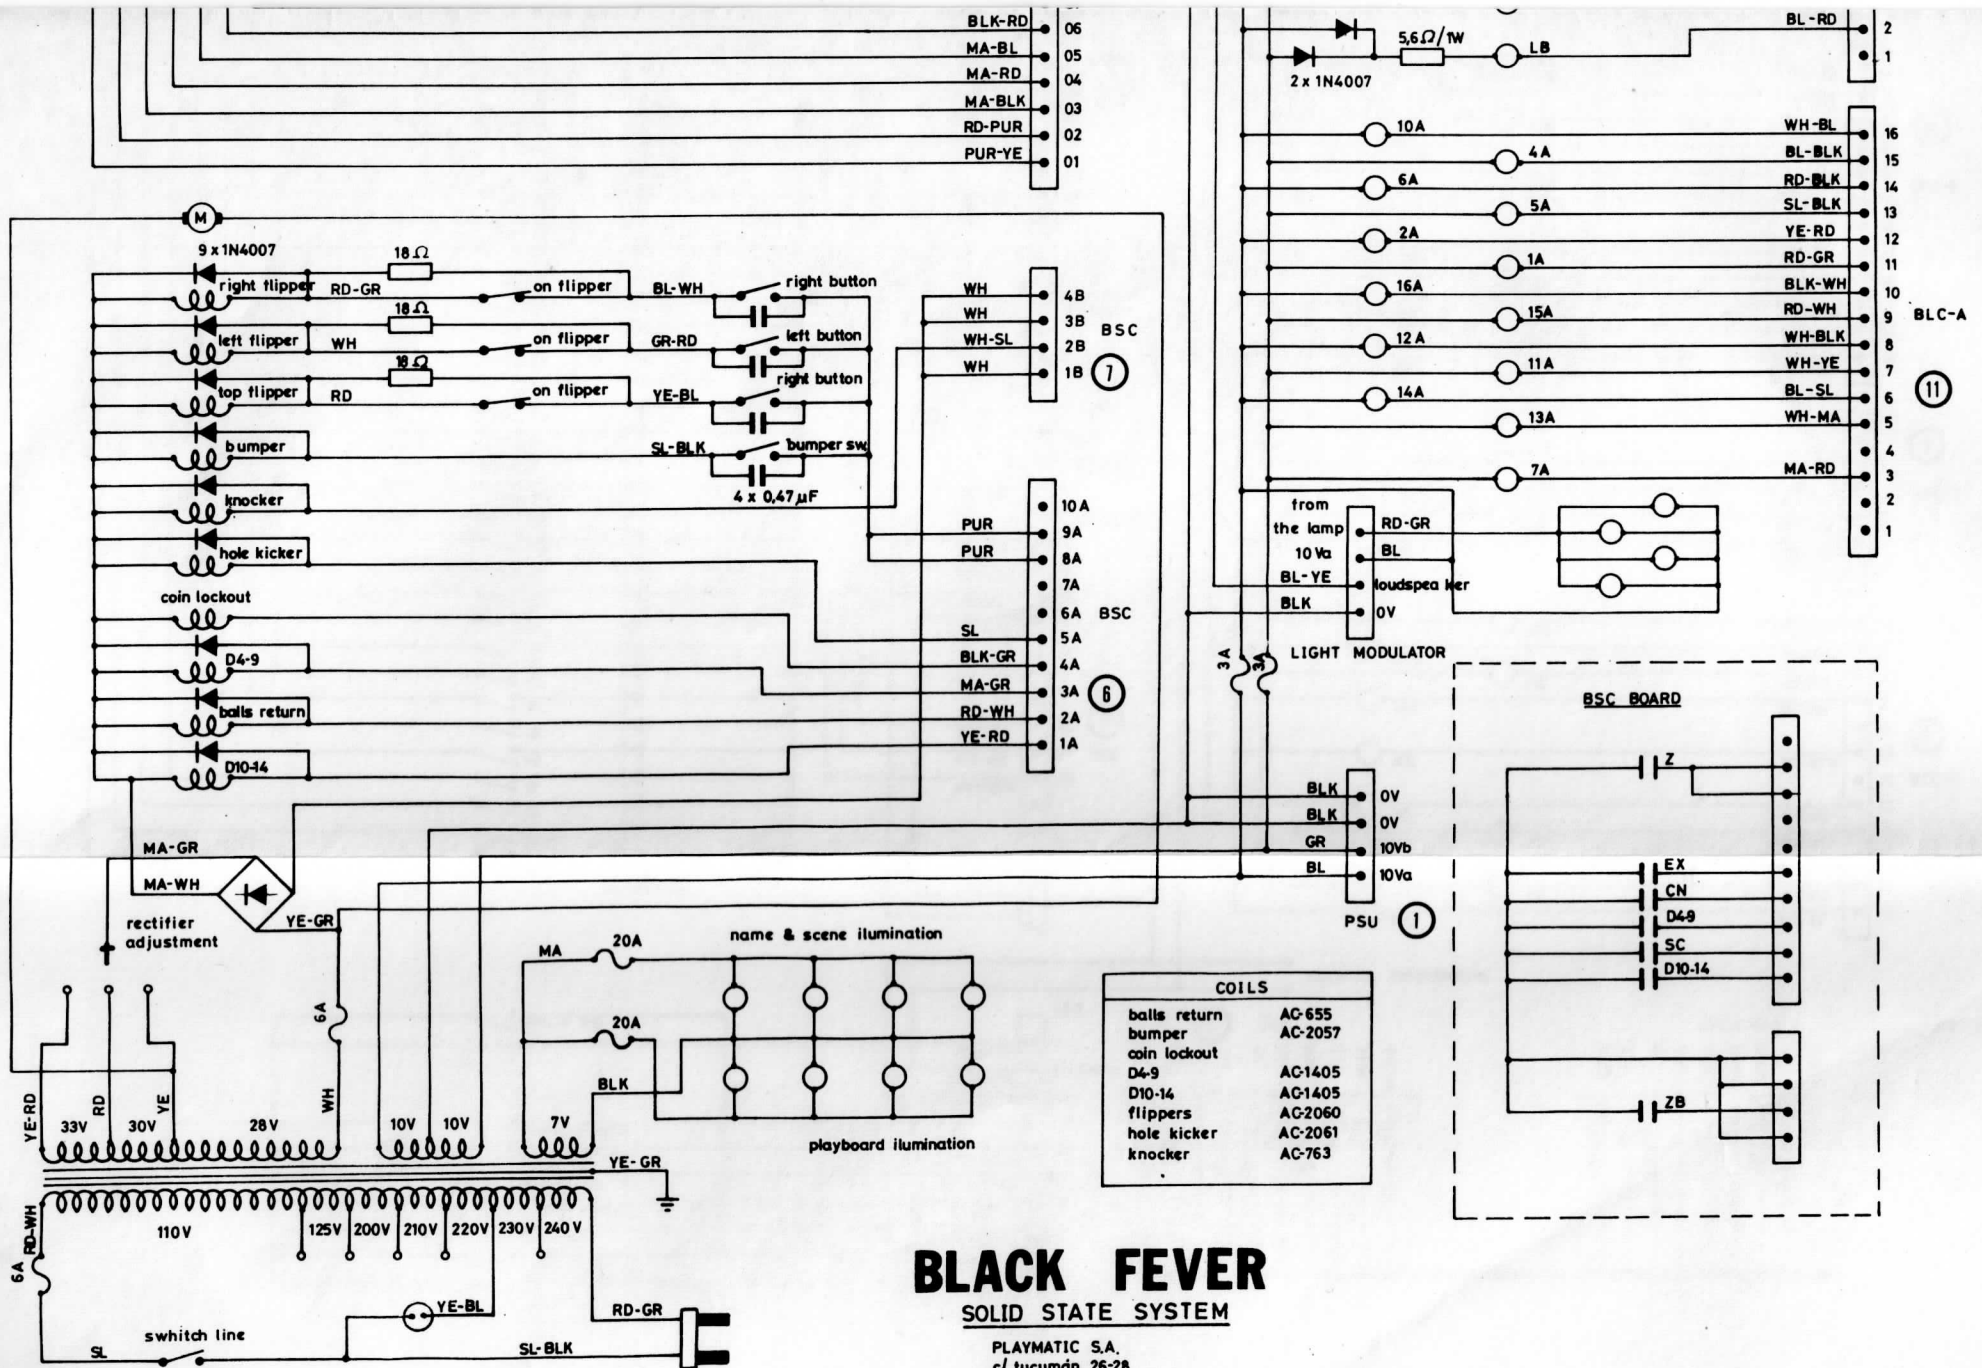 BLK-RD 06
MA-BL 05
MA-RD 04
MA-BLK 03
RD-PUR 02
PUR-YE 01
5,6Ω/1W LB
2 x 1N4007
BL-RD 2
1
10A WH-BL 16
4A BL-BLK 15
6A RD-BLK 14
5A SL-BLK 13
2A YE-RD 12
1A RD-GR 11
16A BLK-WH 10
15A RD-WH 9
12A WH-BLK 8
11A WH-YE 7
14A BL-SL 6
13A WH-MA 5
4
7A MA-RD 3
2
1
BLC-A
11
M
9 x 1N4007
18Ω
right flipper RD-GR on flipper BL-WH right button
18Ω
left flipper WH on flipper GR-RD left button
18Ω
top flipper RD on flipper YE-BL right button
bumper SL-BLK bumper sw
4 x 0,47µF
knocker
hole kicker
coin lockout
D4-9
balls return
D10-14
WH 4B
WH 3B
WH-SL 2B
WH 1B
BSC
7
10A
PUR 9A
PUR 8A
7A
6A BSC
SL 5A
BLK-GR 4A
MA-GR 3A
RD-WH 2A
YE-RD 1A
6
from
the lamp RD-GR
10Va BL
BL-YE loudspeaker
BLK 0V
LIGHT MODULATOR
3A 3A
BLK 0V
BLK 0V
GR 10Vb
BL 10Va
PSU 1
BSC BOARD
Z
EX
CN
D4-9
SC
D10-14
ZB
MA-GR
MA-WH
YE-GR
rectifier
adjustment
6A
YE-RD
RD
YE
WH
33V 30V 28V 10V 10V 7V
MA 20A name & scene ilumination
20A
BLK
playboard ilumination
YE-GR
110V 125V 200V 210V 220V 230V 240V
RD-WH
6A
YE-BL
RD-GR
SL swhitch line SL-BLK
COILS
balls return AC-655
bumper AC-2057
coin lockout
D4-9 AC-1405
D10-14 AC-1405
flippers AC-2060
hole kicker AC-2061
knocker AC-763
BLACK FEVER
SOLID STATE SYSTEM
PLAYMATIC S.A.
c/ tucumán 26-28